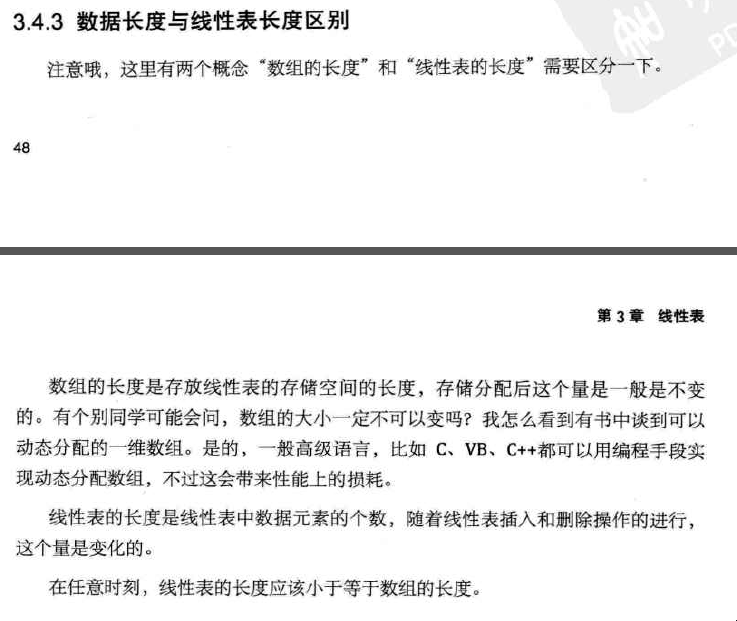 3.4.3 数据长度与线性表长度区别
注意哦，这里有两个概念“数组的长度”和“线性表的长度”需要区分一下。
48
第 3 章 线性表
数组的长度是存放线性表的存储空间的长度，存储分配后这个量是一般是不变
的。有个别同学可能会问，数组的大小一定不可以变吗？我怎么看到有书中谈到可以
动态分配的一维数组。是的，一般高级语言，比如 C、VB、C++都可以用编程手段实
现动态分配数组，不过这会带来性能上的损耗。
线性表的长度是线性表中数据元素的个数，随着线性表插入和删除操作的进行，
这个量是变化的。
在任意时刻，线性表的长度应该小于等于数组的长度。